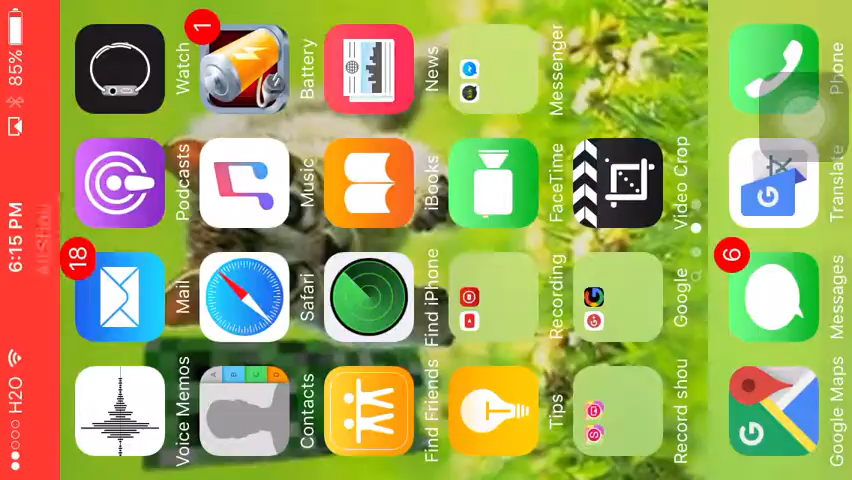 H2O 6:15 PM 85%
18 1
Voice Memos Mail Podcasts Watch
Contacts Safari Music Battery
Find Friends Find iPhone iBooks News
Tips Recording FaceTime Messenger
Record shou Google Video Crop
6
Google Maps Messages Translate Phone